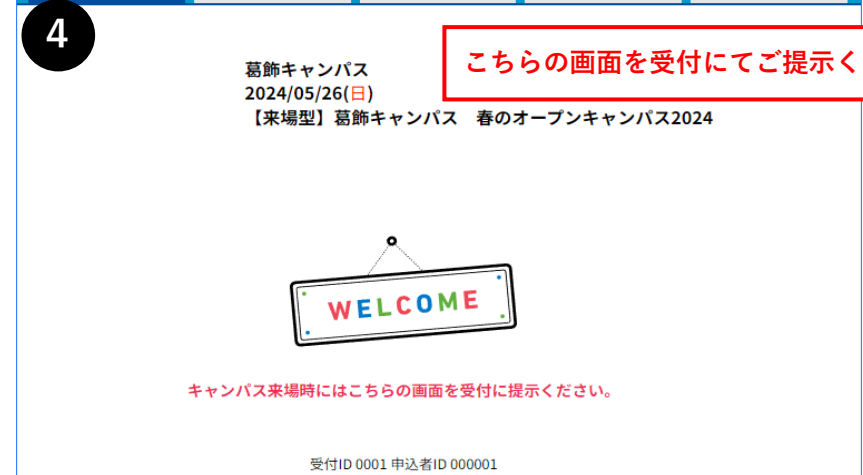 4
こちらの画面を受付にてご提示く
葛飾キャンパス
2024/05/26(日)
【来場型】葛飾キャンパス　春のオープンキャンパス2024
WELCOME
キャンパス来場時にはこちらの画面を受付に提示ください。
受付ID 0001 申込者ID 000001